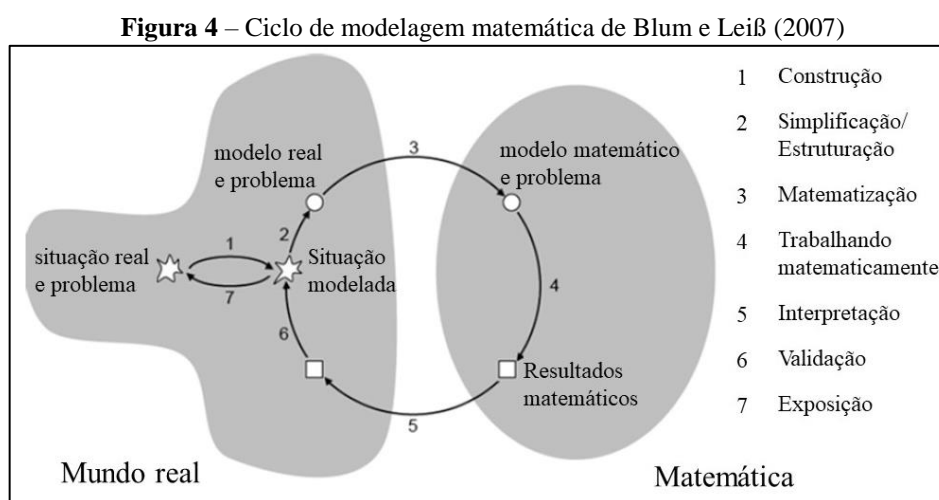 Figura 4 – Ciclo de modelagem matemática de Blum e Leiß (2007)
modelo real
e problema
3
modelo matemático
e problema
situação real
e problema
1
7
2
Situação
modelada
6
4
Resultados
matemáticos
5
Mundo real
Matemática
1 Construção
2 Simplificação/
Estruturação
3 Matematização
4 Trabalhando
matematicamente
5 Interpretação
6 Validação
7 Exposição